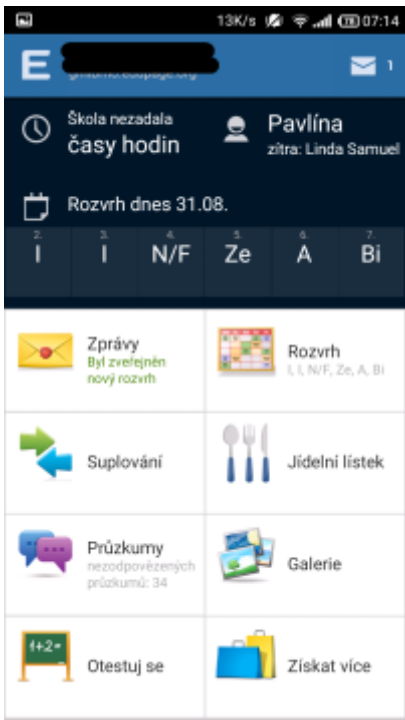 13K/s 78 07:14
E
1
Škola nezadala
časy hodin
Pavlína
zítra: Linda Samuel
Rozvrh dnes 31.08.
2. 3. 4. 5. 6. 7.
I I N/F Ze A Bi
Zprávy
Byl zveřejněn
nový rozvrh
Rozvrh
I, I, N/F, Ze, A, Bi
Suplování
Jídelní lístek
Průzkumy
nezodpovězených
průzkumů: 34
Galerie
1+2=
Otestuj se
Získat více